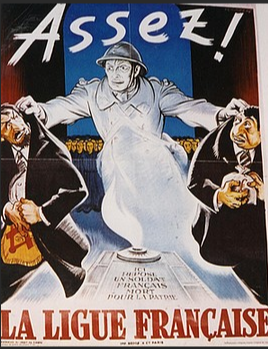 ASSEZ!
ICI
REPOSE
UN SOLDAT
FRANÇAIS
MORT
POUR LA PATRIE
LA LIGUE FRANÇAISE